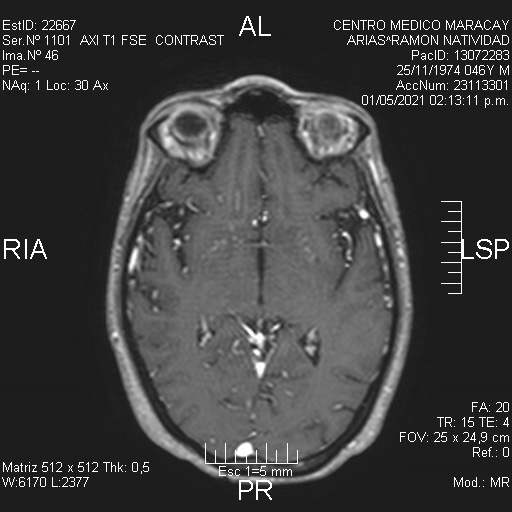 EstID: 22667
Ser.Nº 1101 AXI T1 FSE CONTRAST
Ima.Nº 46
PE= --
NAq: 1 Loc: 30 Ax
AL
CENTRO MEDICO MARACAY
ARIAS^RAMON NATIVIDAD
PacID: 13072283
25/11/1974 046Y M
AccNum: 23113301
01/05/2021 02:13:11 p.m.
RIA
LSP
FA: 20
TR: 15 TE: 4
FOV: 25 x 24,9 cm
Ref.: 0
Mod.: MR
Matriz 512 x 512 Thk: 0,5
W:6170 L:2377
Esc 1=5 mm
PR